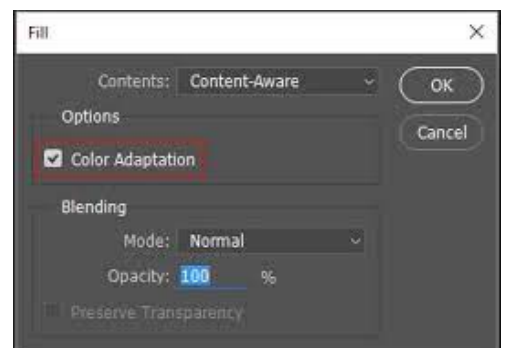 Fill
Contents: Content-Aware
OK
Options
Cancel
Color Adaptation
Blending
Mode: Normal
Opacity: 100 %
Preserve Transparency